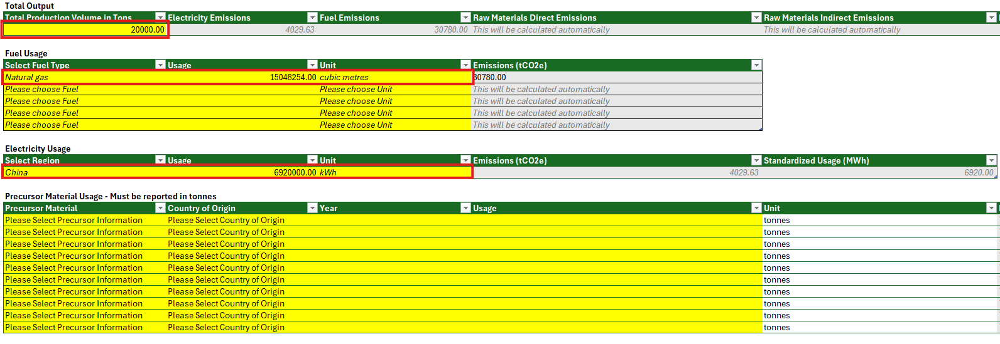 Total Output
Total Production Volume in Tons Electricity Emissions Fuel Emissions Raw Materials Direct Emissions Raw Materials Indirect Emissions
20000.00 4029.63 30780.00 This will be calculated automatically This will be calculated automatically
Fuel Usage
Select Fuel Type Usage Unit Emissions (tCO2e)
Natural gas 15048254.00 cubic metres 30780.00
Please choose Fuel Please choose Unit This will be calculated automatically
Please choose Fuel Please choose Unit This will be calculated automatically
Please choose Fuel Please choose Unit This will be calculated automatically
Please choose Fuel Please choose Unit This will be calculated automatically
Electricity Usage
Select Region Usage Unit Emissions (tCO2e) Standardized Usage (MWh)
China 6920000.00 kWh 4029.63 6920.00
Precursor Material Usage - Must be reported in tonnes
Precursor Material Country of Origin Year Usage Unit
Please Select Precursor Information Please Select Country of Origin tonnes
Please Select Precursor Information Please Select Country of Origin tonnes
Please Select Precursor Information Please Select Country of Origin tonnes
Please Select Precursor Information Please Select Country of Origin tonnes
Please Select Precursor Information Please Select Country of Origin tonnes
Please Select Precursor Information Please Select Country of Origin tonnes
Please Select Precursor Information Please Select Country of Origin tonnes
Please Select Precursor Information Please Select Country of Origin tonnes
Please Select Precursor Information Please Select Country of Origin tonnes
Please Select Precursor Information Please Select Country of Origin tonnes